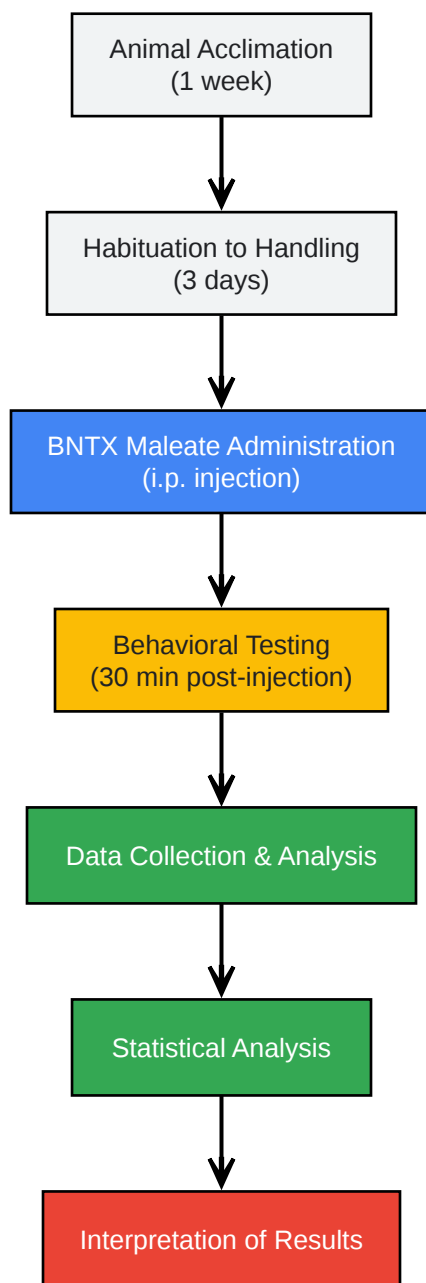 Animal Acclimation
(1 week)
Habituation to Handling
(3 days)
BNTX Maleate Administration
(i.p. injection)
Behavioral Testing
(30 min post-injection)
Data Collection & Analysis
Statistical Analysis
Interpretation of Results